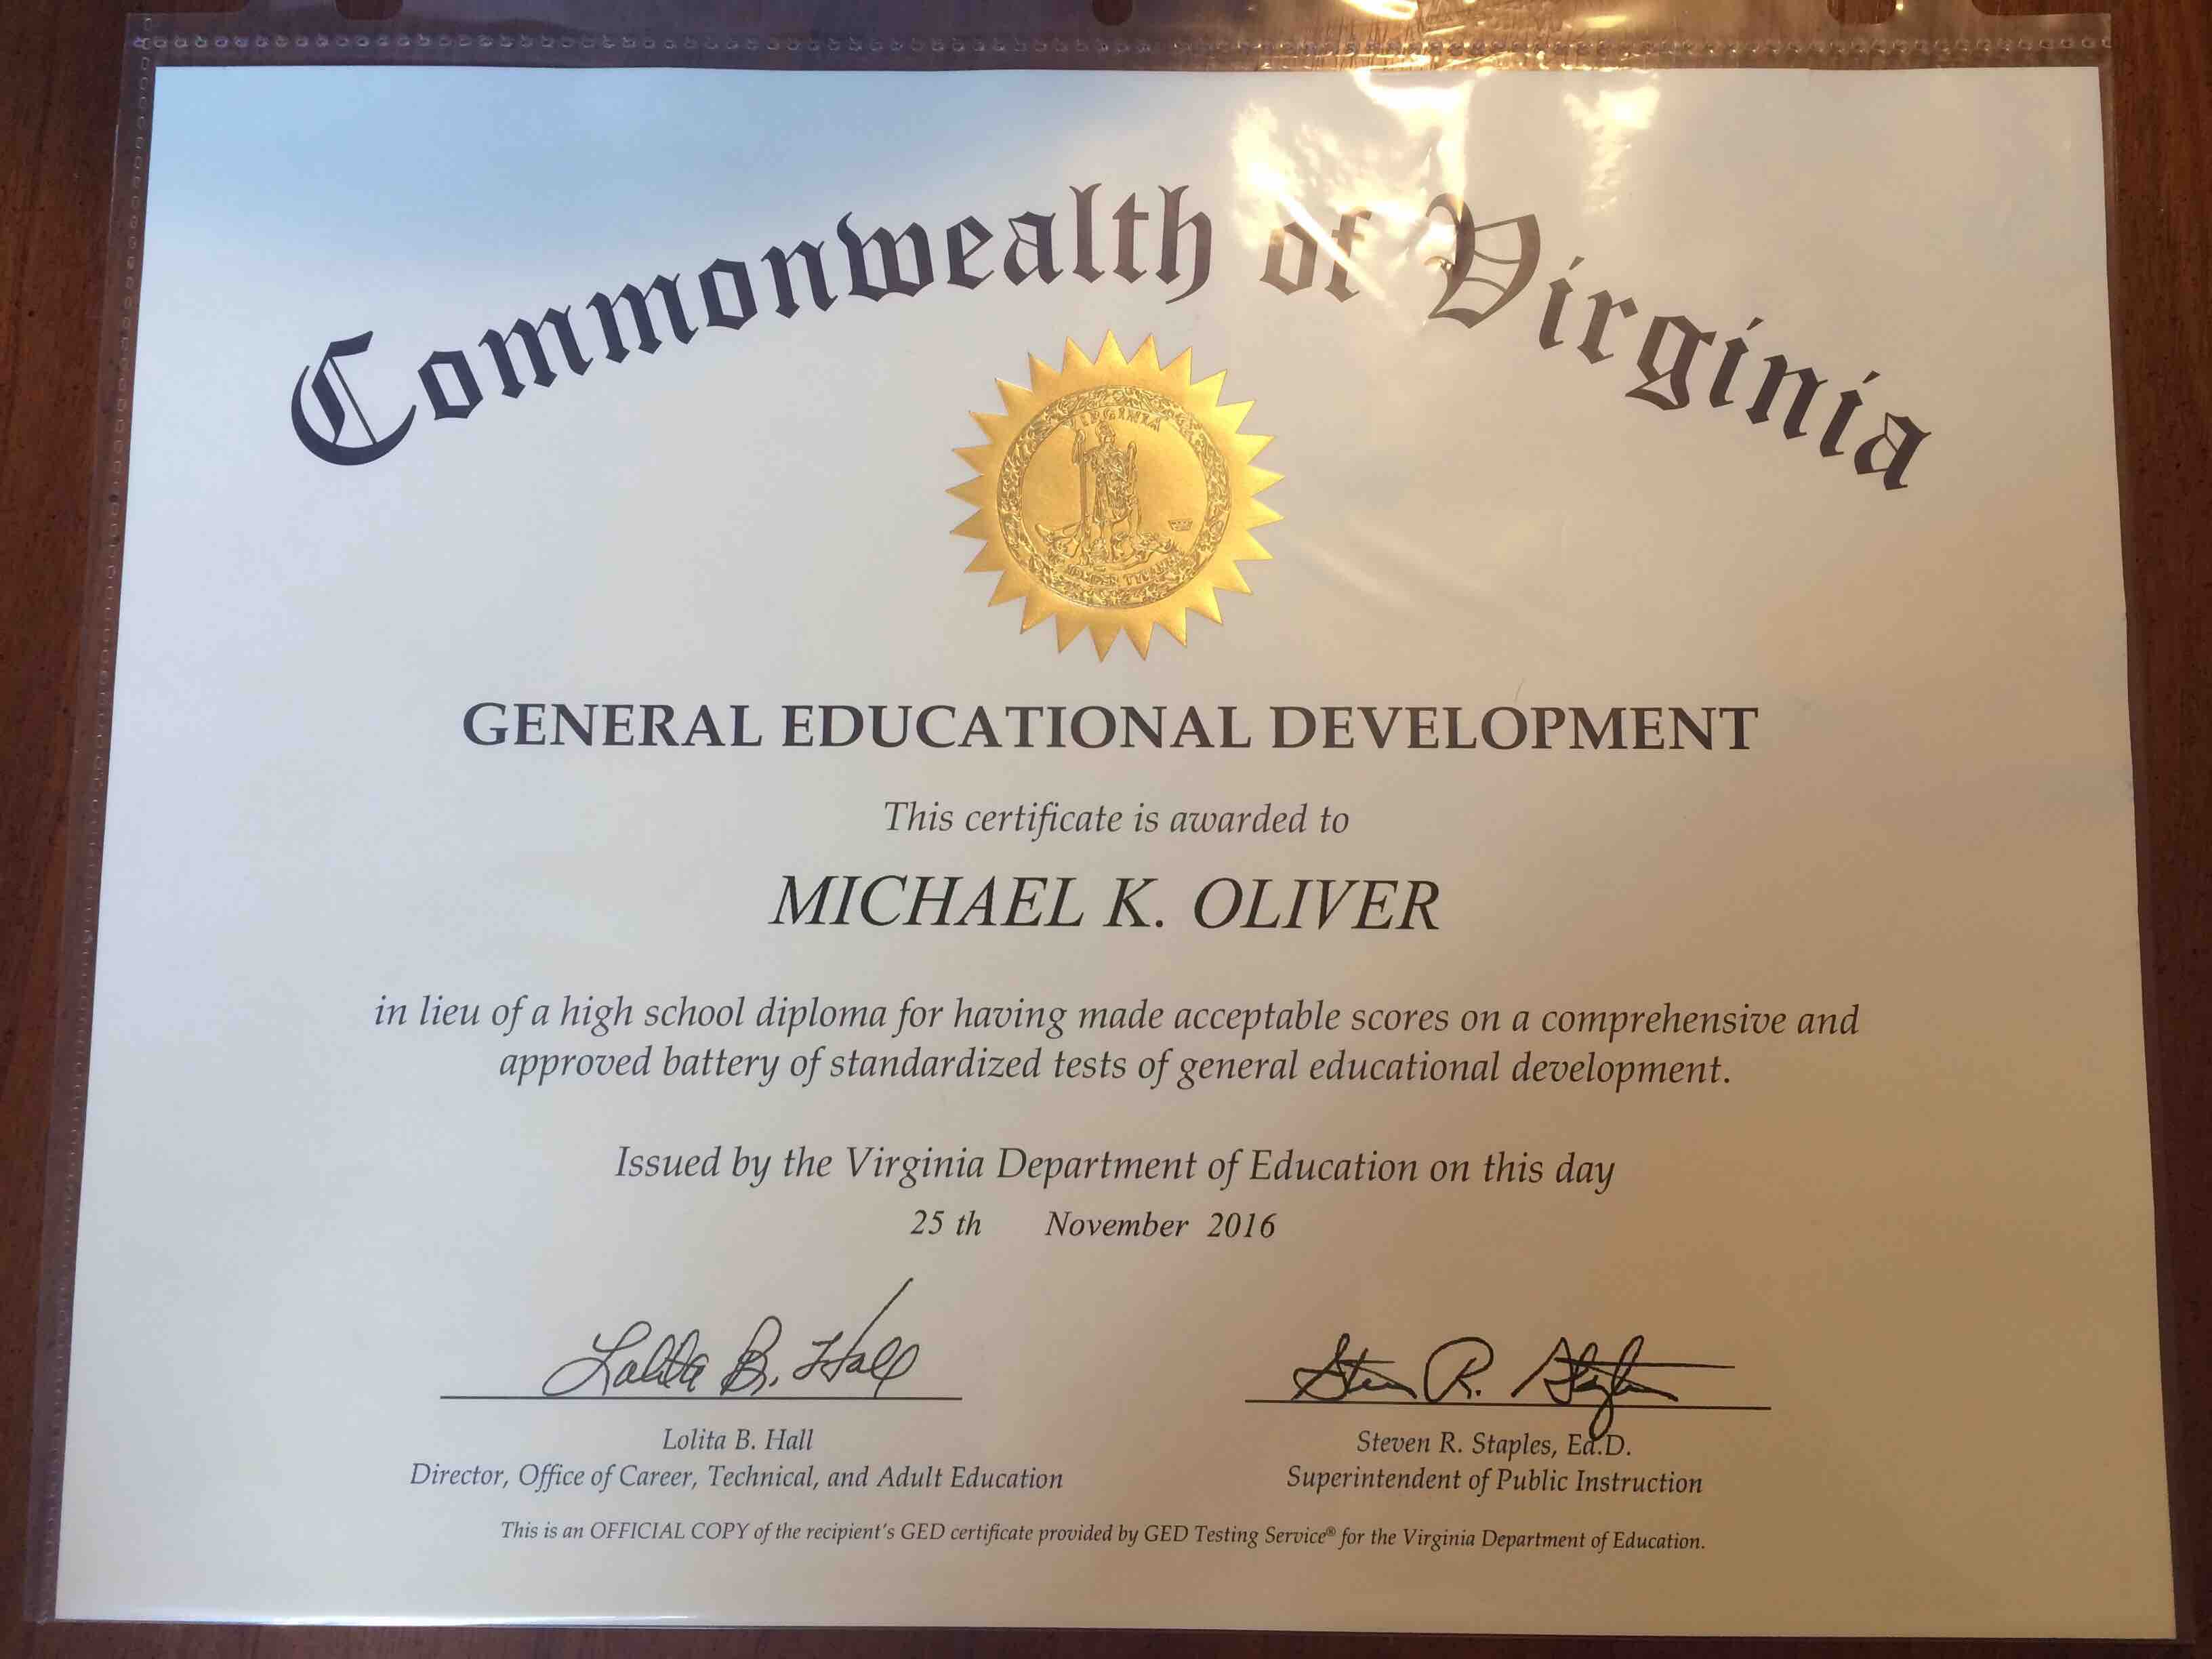 Commonwealth of Virginia
VIRGINIA
GENERAL EDUCATIONAL DEVELOPMENT
This certificate is awarded to
MICHAEL K. OLIVER
in lieu of a high school diploma for having made acceptable scores on a comprehensive and
approved battery of standardized tests of general educational development.
Issued by the Virginia Department of Education on this day
25 th November 2016
Lolita B. Hall
Steven R. Staples
Lolita B. Hall
Director, Office of Career, Technical, and Adult Education
Steven R. Staples, Ed.D.
Superintendent of Public Instruction
This is an OFFICIAL COPY of the recipient's GED certificate provided by GED Testing Service® for the Virginia Department of Education.